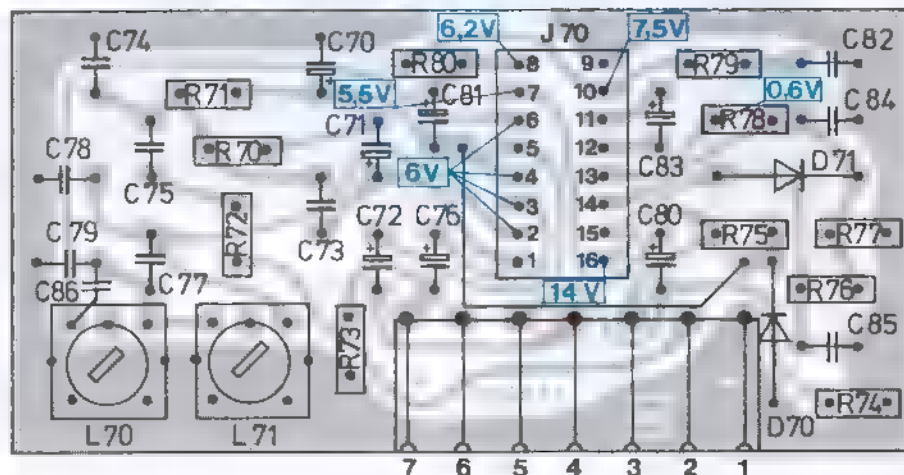 C74
C70
6,2V
J 70
7,5V
C82
R80
8
9
R79
R71
5,5V
C81
7
10
0,6V
C84
C71
6
11
R78
C78
R70
5
12
C83
D71
C75
6V
4
13
R72
3
14
C79
C73
C72
C76
2
15
C80
R75
R77
C86
C77
1
16
14 V
R76
R73
C85
R74
L70
L71
D70
7 6 5 4 3 2 1